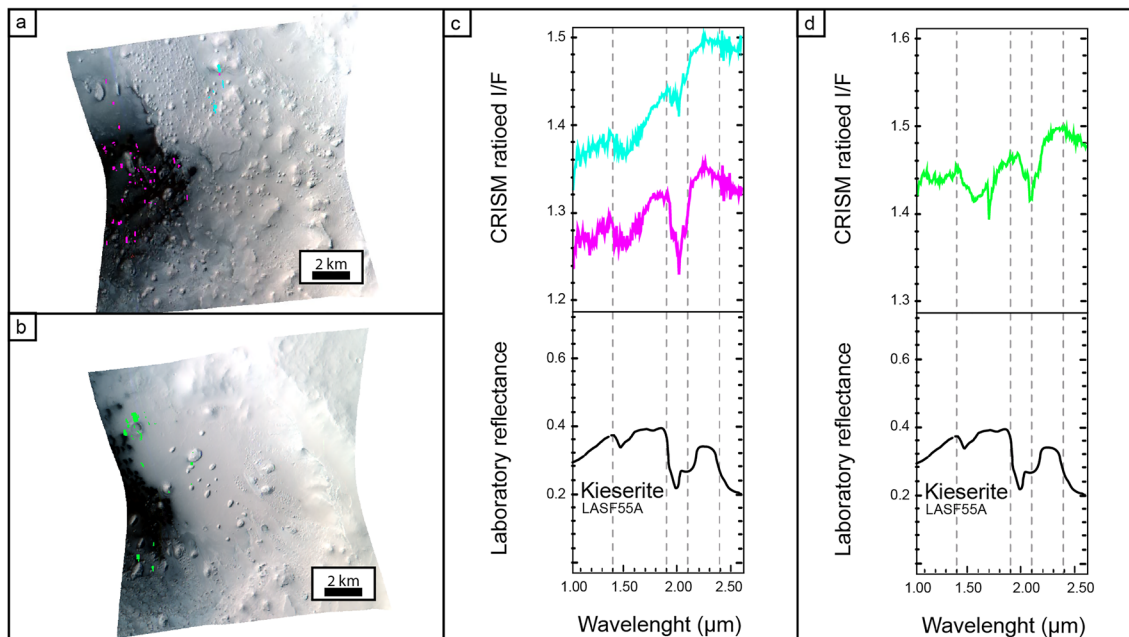 a
2 km
b
2 km
c
CRISM ratioed I/F
1.5
1.4
1.3
1.2
Laboratory reflectance
0.6
0.4
0.2
Kieserite
LASF55A
1.00 1.50 2.00 2.50
Wavelenght (µm)
d
CRISM ratioed I/F
1.6
1.5
1.4
1.3
Laboratory reflectance
0.6
0.4
0.2
Kieserite
LASF55A
1.00 1.50 2.00 2.50
Wavelenght (µm)